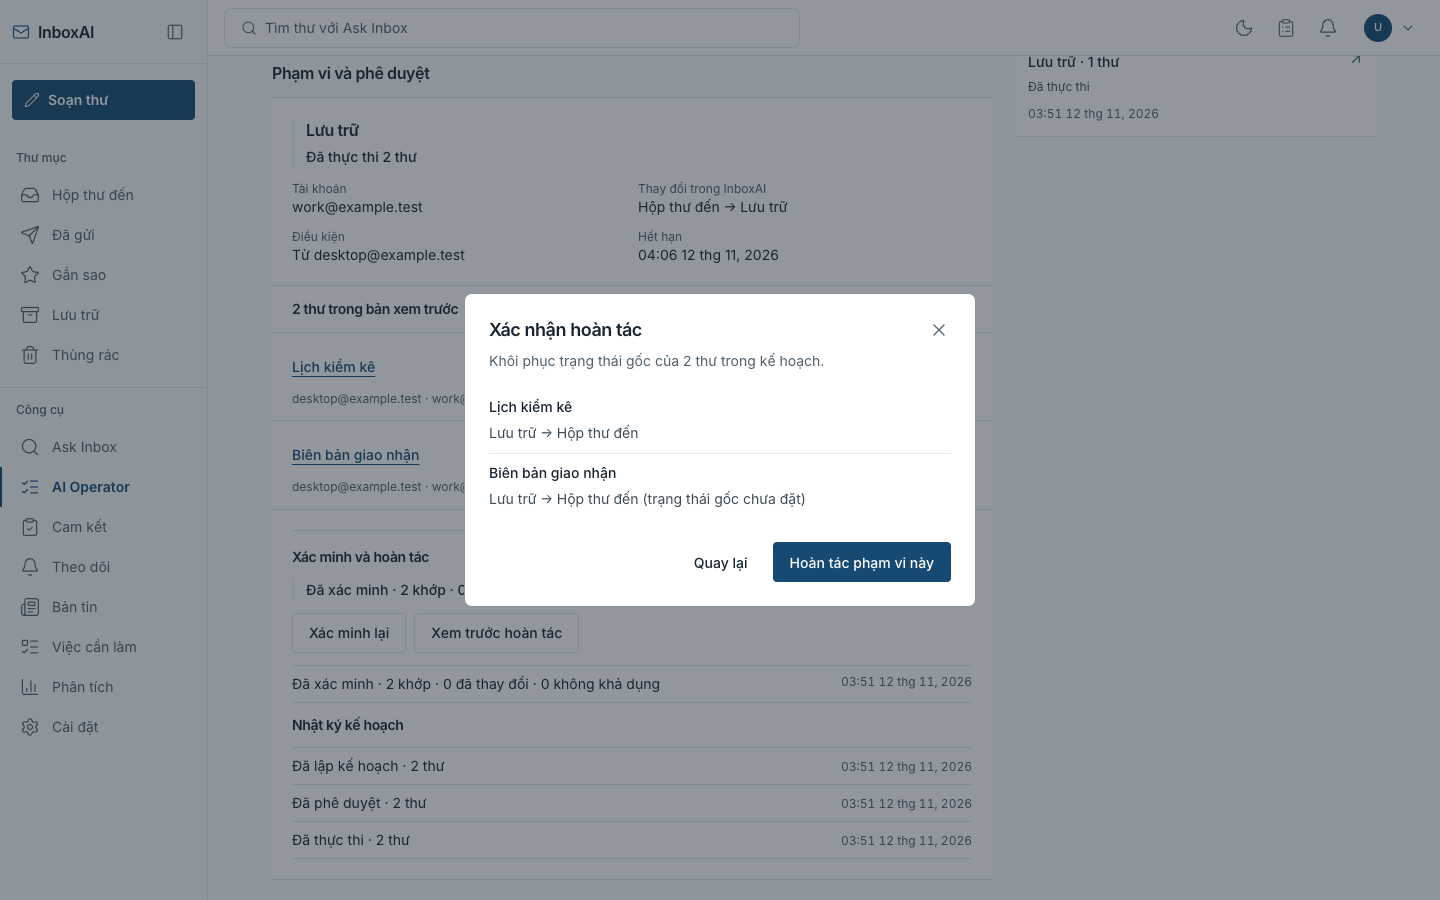 InboxAI
Tìm thư với Ask Inbox
U
Soạn thư
Thư mục
Hộp thư đến
Đã gửi
Gắn sao
Lưu trữ
Thùng rác
Công cụ
Ask Inbox
AI Operator
Cam kết
Theo dõi
Bản tin
Việc cần làm
Phân tích
Cài đặt
Phạm vi và phê duyệt
Lưu trữ
Đã thực thi 2 thư
Tài khoản
work@example.test
Thay đổi trong InboxAI
Hộp thư đến → Lưu trữ
Điều kiện
Từ desktop@example.test
Hết hạn
04:06 12 thg 11, 2026
2 thư trong bản xem trước
Lịch kiểm kê
desktop@example.test · work@
Biên bản giao nhận
desktop@example.test · work@
Xác minh và hoàn tác
Đã xác minh · 2 khớp · 0
Xác minh lại
Xem trước hoàn tác
Đã xác minh · 2 khớp · 0 đã thay đổi · 0 không khả dụng
03:51 12 thg 11, 2026
Nhật ký kế hoạch
Đã lập kế hoạch · 2 thư
03:51 12 thg 11, 2026
Đã phê duyệt · 2 thư
03:51 12 thg 11, 2026
Đã thực thi · 2 thư
03:51 12 thg 11, 2026
Lưu trữ · 1 thư
Đã thực thi
03:51 12 thg 11, 2026
Xác nhận hoàn tác
Khôi phục trạng thái gốc của 2 thư trong kế hoạch.
Lịch kiểm kê
Lưu trữ → Hộp thư đến
Biên bản giao nhận
Lưu trữ → Hộp thư đến (trạng thái gốc chưa đặt)
Quay lại
Hoàn tác phạm vi này